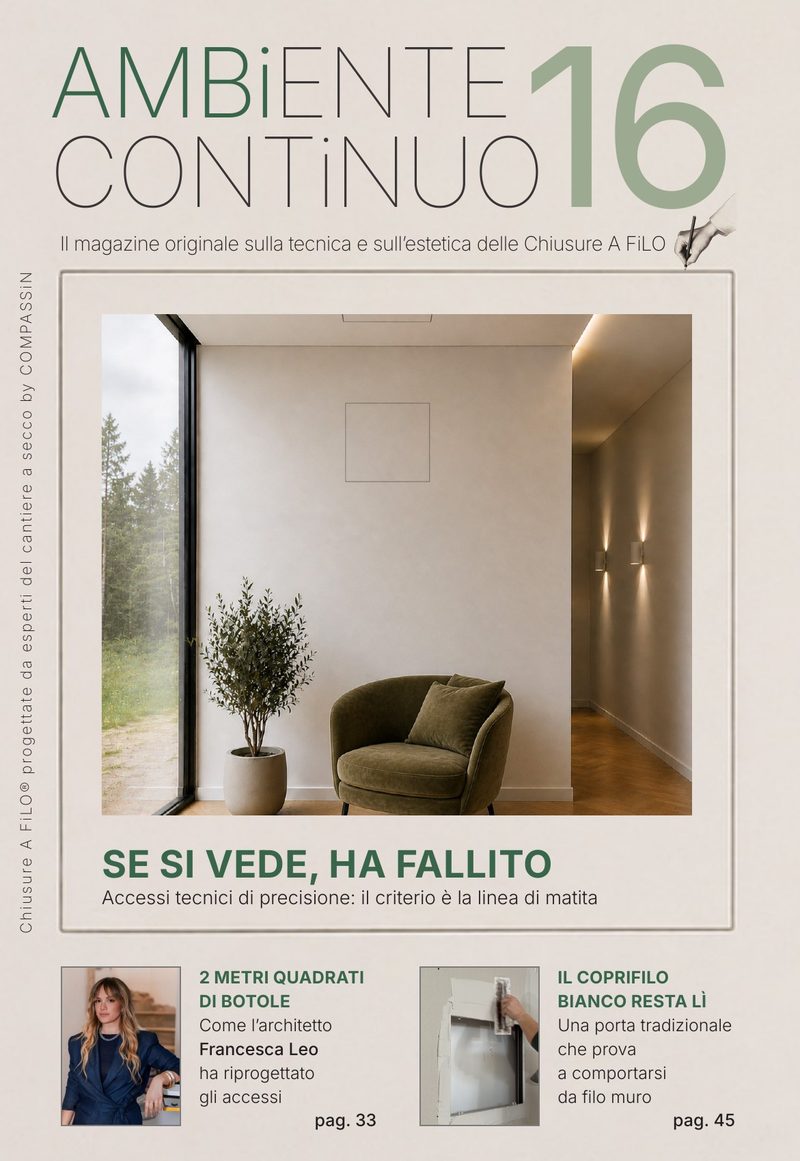 AMBiENTE
CONTiNUO
16
Il magazine originale sulla tecnica e sull’estetica delle Chiusure A FiLO
Chiusure A FiLO® progettate da esperti del cantiere a secco by COMPASSiN
SE SI VEDE, HA FALLITO
Accessi tecnici di precisione: il criterio è la linea di matita
2 METRI QUADRATI
DI BOTOLE
Come l’architetto
Francesca Leo
ha riprogettato
gli accessi
pag. 33
IL COPRIFILO
BIANCO RESTA LÌ
Una porta tradizionale
che prova
a comportarsi
da filo muro
pag. 45